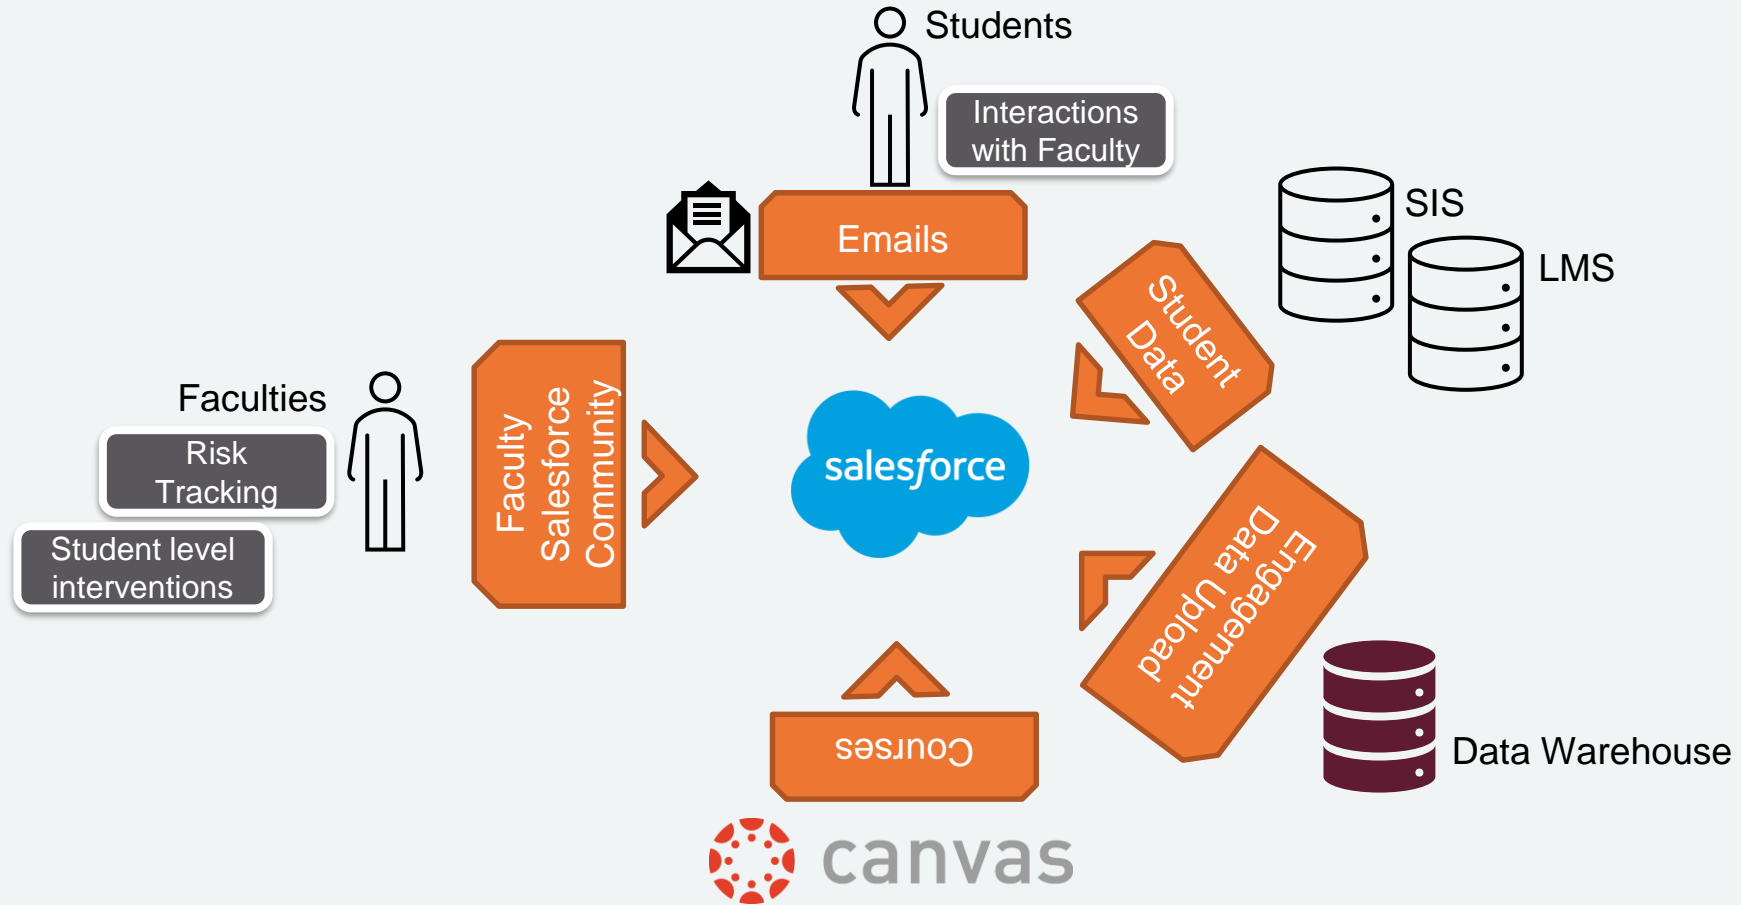 Students
Interactions
with Faculty
Emails
SIS
LMS
Student
Data
Faculties
Risk
Tracking
Student level
interventions
Faculty
Salesforce
Community
salesforce
Engagement
Data Upload
Courses
Data Warehouse
canvas